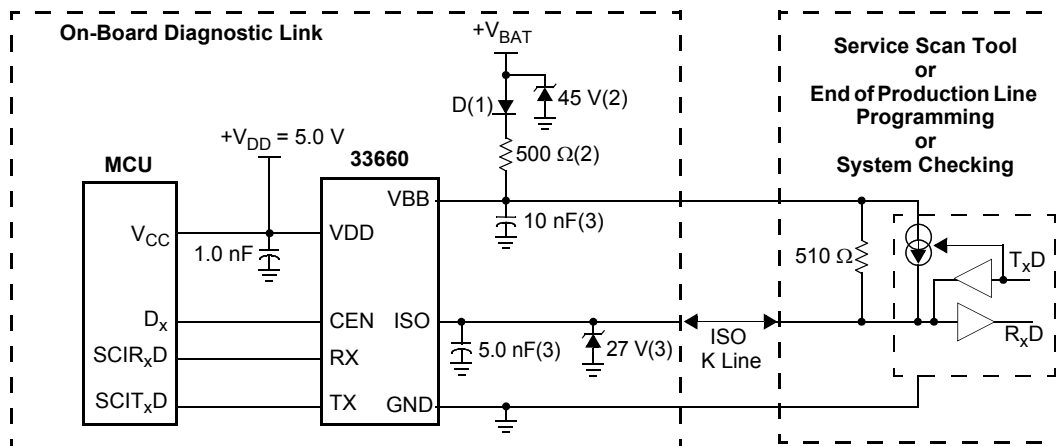 On-Board Diagnostic Link
+VBAT
D(1)
45 V(2)
500 Ω(2)
+VDD = 5.0 V
MCU
33660
VBB
10 nF(3)
VCC
1.0 nF
VDD
Dx
CEN
ISO
SCIRxD
RX
5.0 nF(3)
27 V(3)
SCITxD
TX
GND
ISO
K Line
Service Scan Tool
or
End of Production Line
Programming
or
System Checking
510 Ω
TxD
RxD